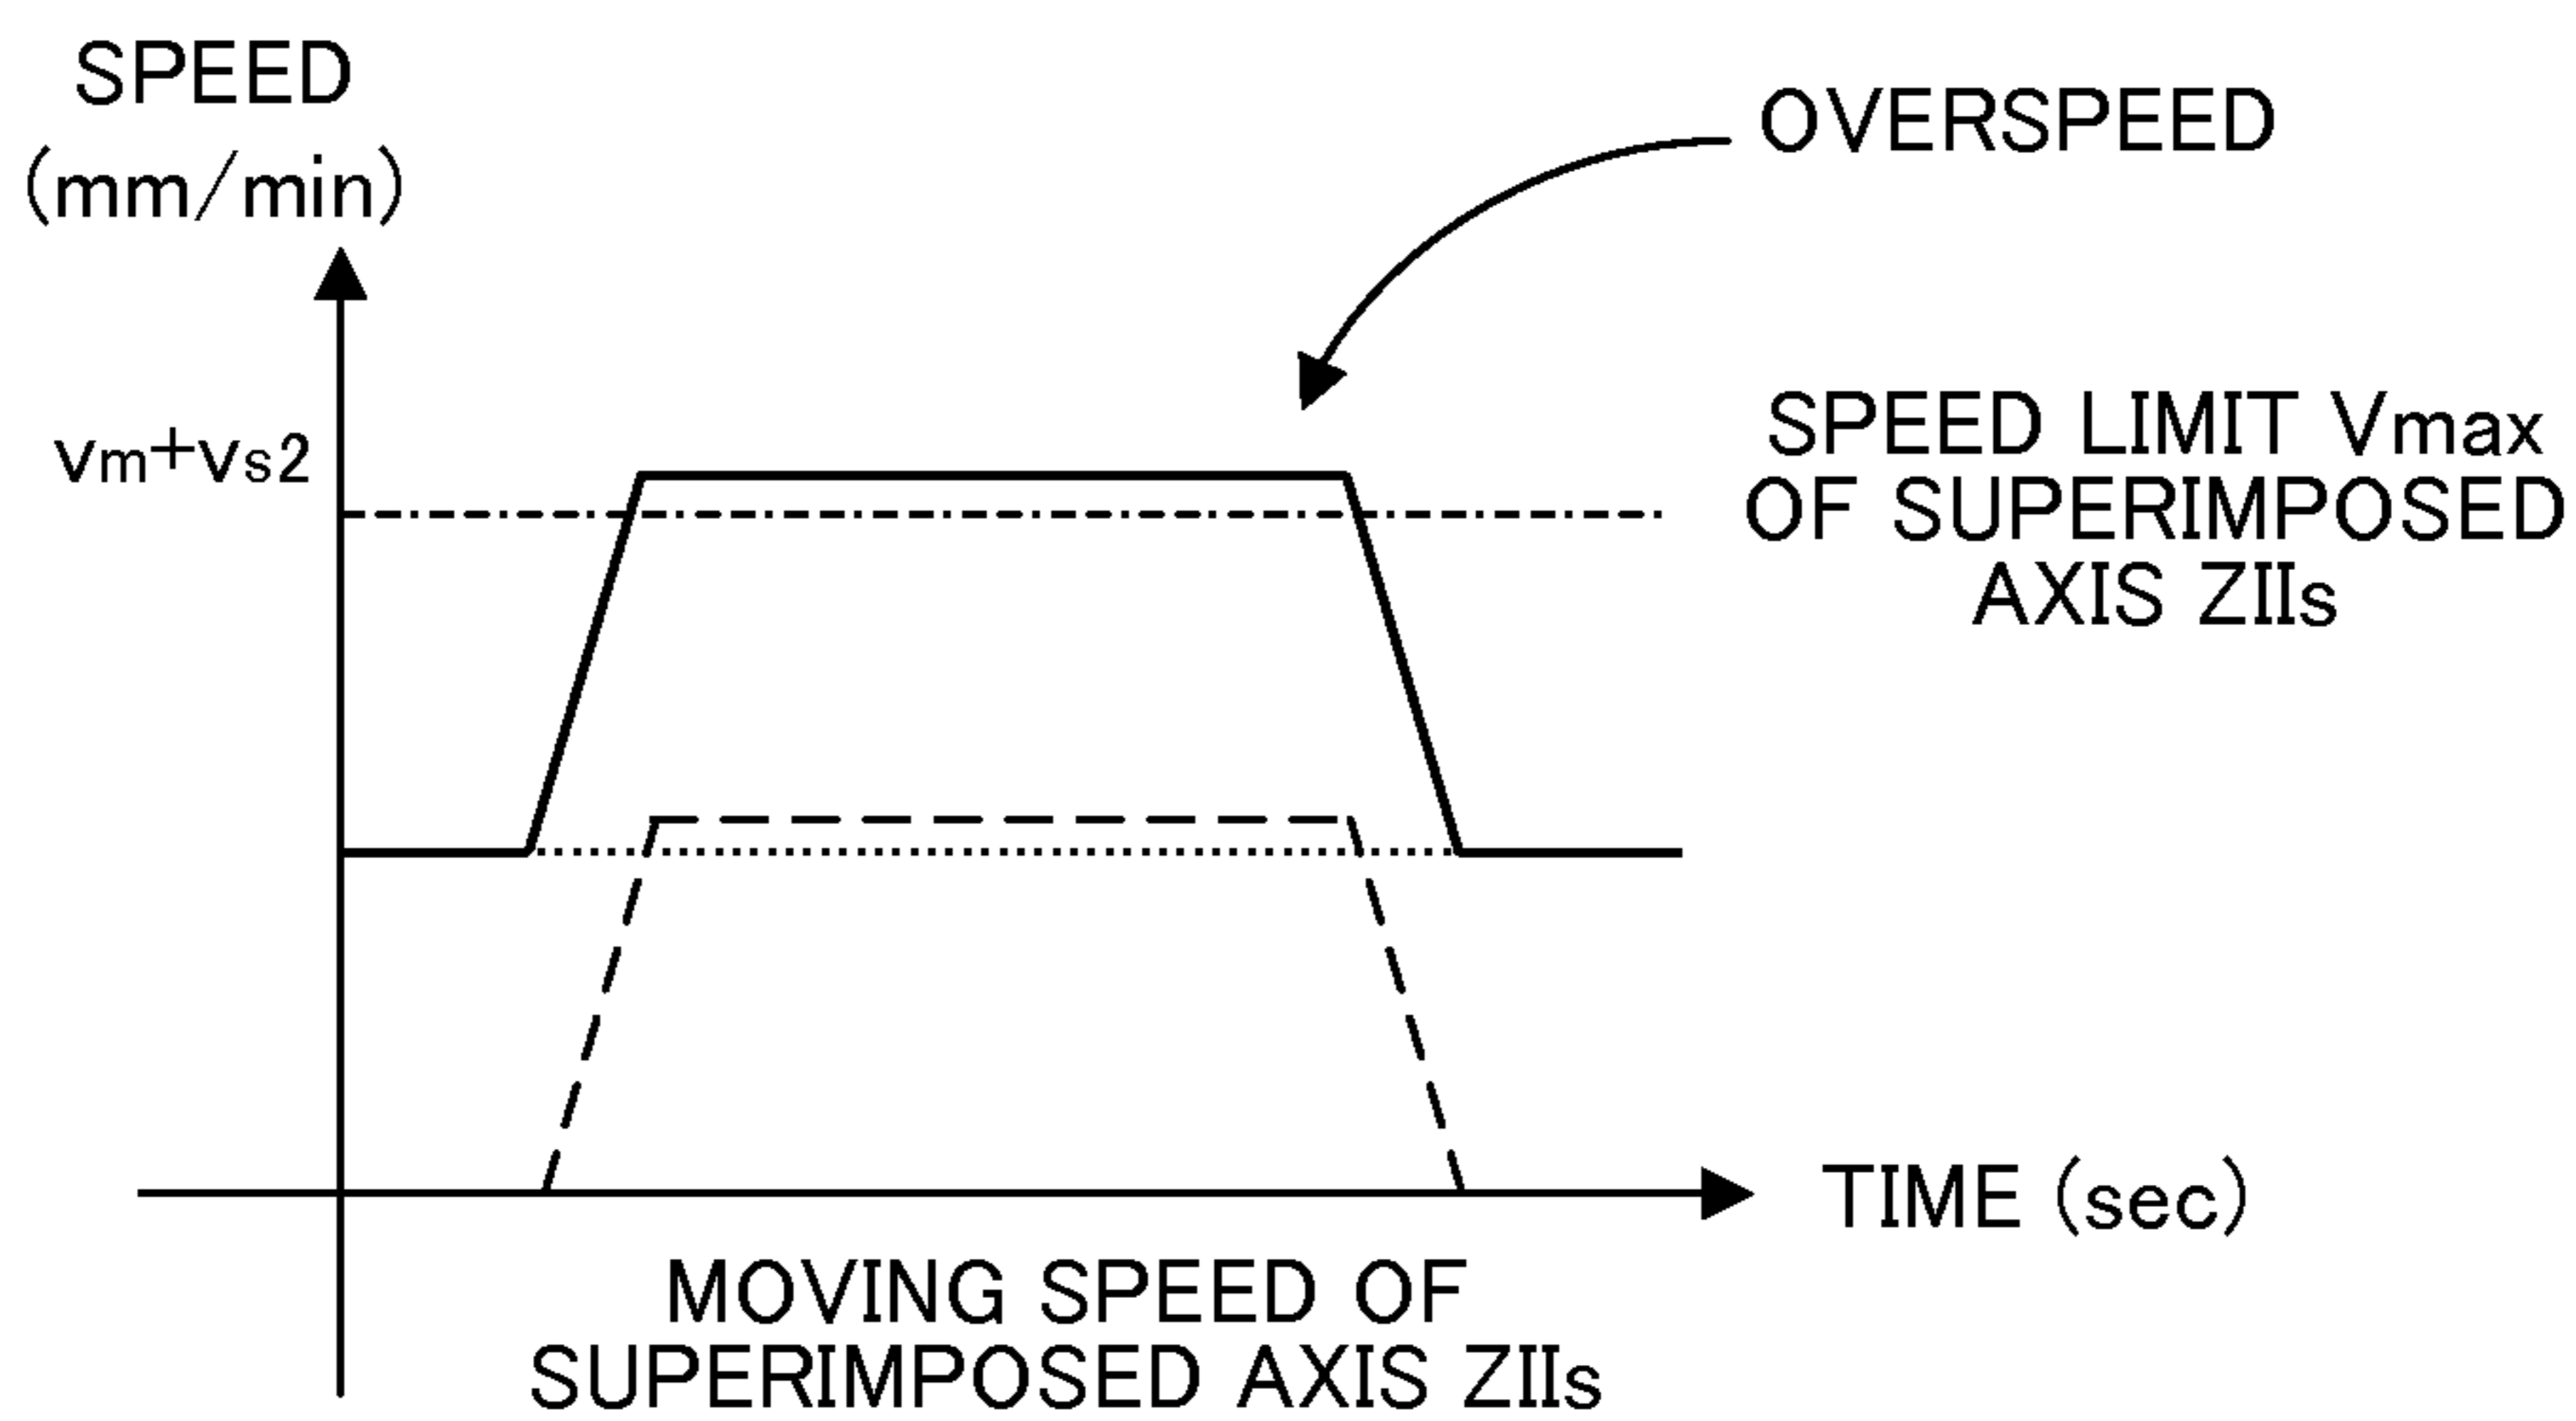 SPEED
(mm/min)
OVERSPEED
vm+vs2
SPEED LIMIT Vmax
OF SUPERIMPOSED
AXIS ZIIs
TIME (sec)
MOVING SPEED OF
SUPERIMPOSED AXIS ZIIs